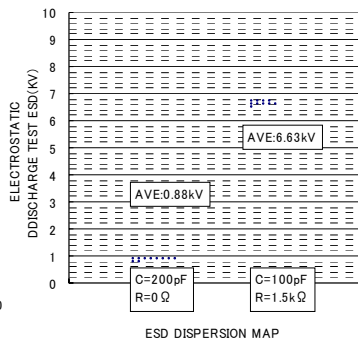 10
9
8
7
6
5
4
3
2
1
0
ELECTROSTATIC
DDISCHARGE TEST ESD(KV)
AVE:6.63kV
AVE:0.88kV
C=200pF
R=0Ω
C=100pF
R=1.5kΩ
0
ESD DISPERSION MAP